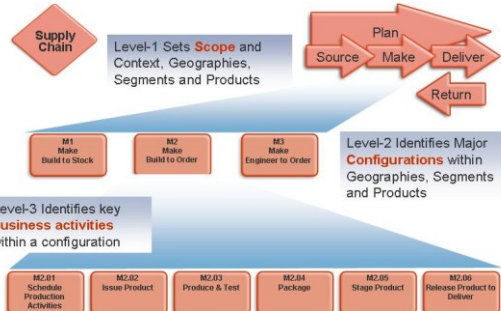 Supply
Chain
Level-1 Sets Scope and
Context, Geographies,
Segments and Products
Plan
Source
Make
Deliver
Return
M1
Make
Build to Stock
M2
Make
Build to Order
M3
Make
Engineer to Order
Level-2 Identifies Major
Configurations within
Geographies, Segments
and Products
evel-3 Identifies key
usiness activities
ithin a configuration
M2.01
Schedule
Production
Activities
M2.02
Issue Product
M2.03
Produce & Test
M2.04
Package
M2.05
Stage Product
M2.06
Release Product to
Deliver